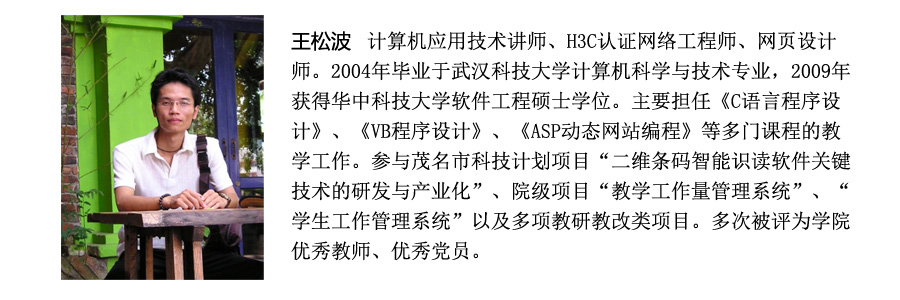 王松波 计算机应用技术讲师、H3C认证网络工程师、网页设计
师。2004年毕业于武汉科技大学计算机科学与技术专业，2009年
获得华中科技大学软件工程硕士学位。主要担任《C语言程序设
计》、《VB程序设计》、《ASP动态网站编程》等多门课程的教
学工作。参与茂名市科技计划项目“二维条码智能识读软件关键
技术的研发与产业化”、院级项目“教学工作量管理系统”、“
学生工作管理系统”以及多项教研教改类项目。多次被评为学院
优秀教师、优秀党员。